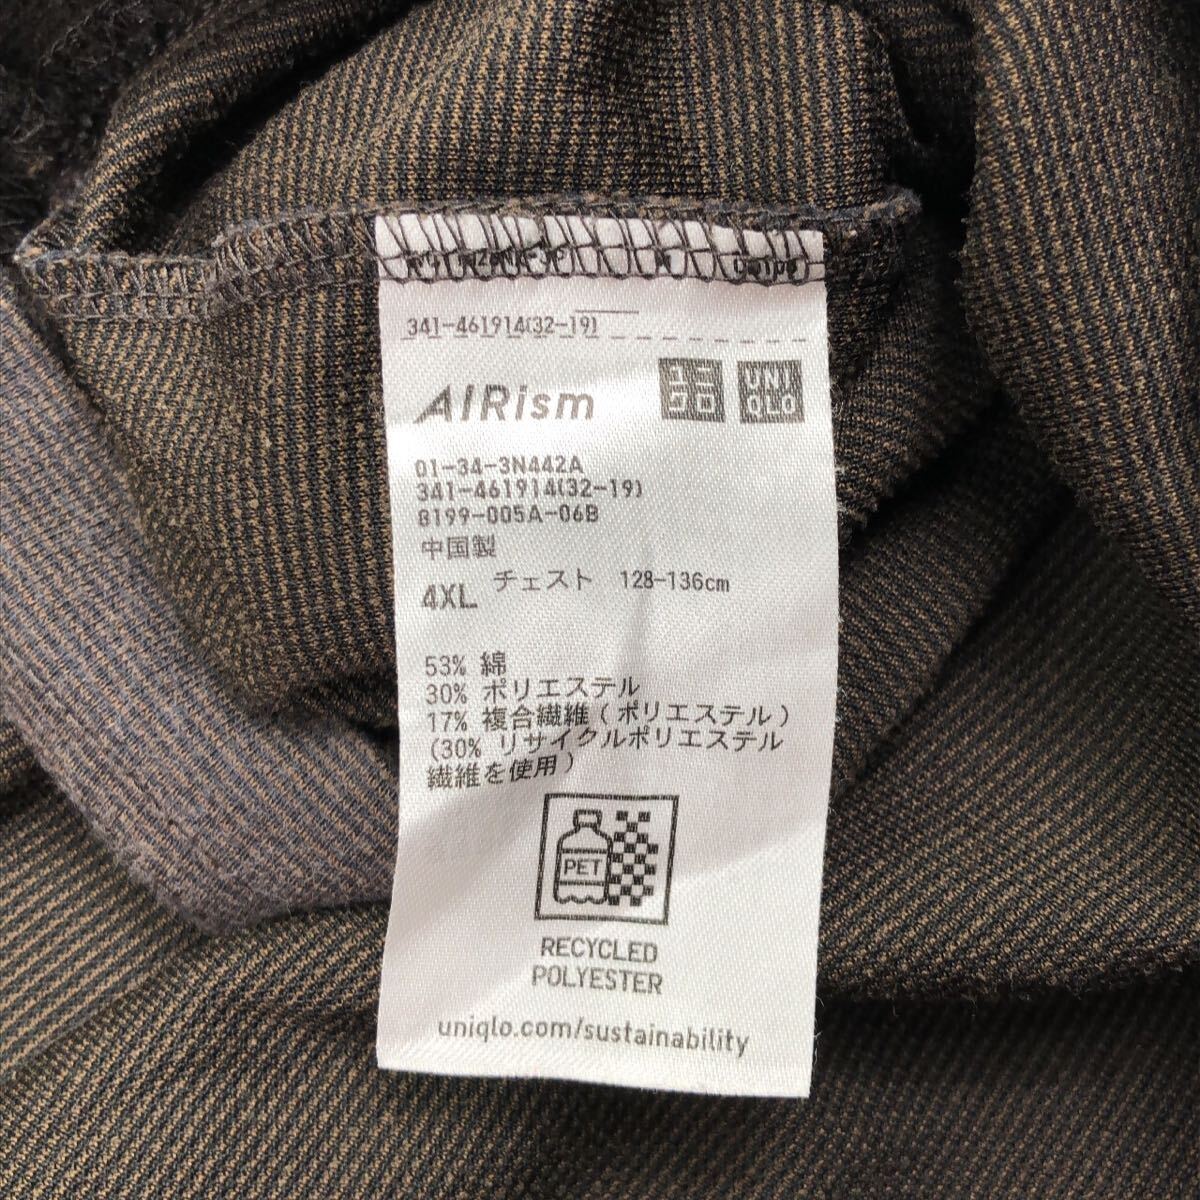 341-461914(32-19)
AIRism
ユニクロ
UNIQLO
01-34-3N442A
341-461914(32-19)
8199-005A-06B
中国製
4XL チェスト 128-136cm
53% 綿
30% ポリエステル
17% 複合繊維(ポリエステル)
(30% リサイクルポリエステル
繊維を使用)
PET
RECYCLED
POLYESTER
uniqlo.com/sustainability